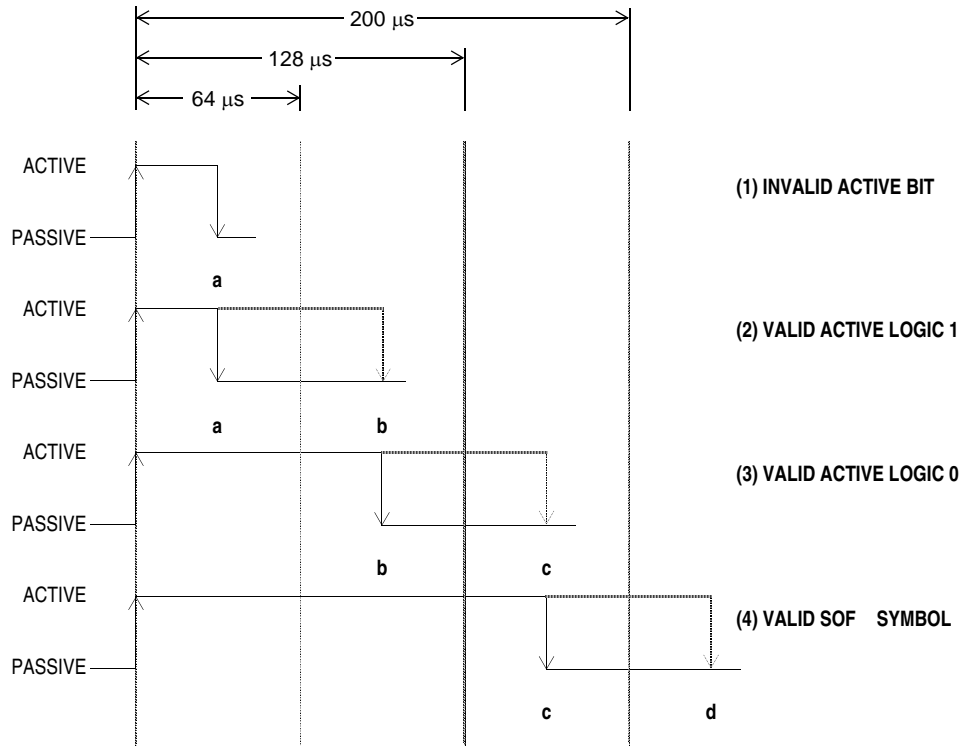 200 μs
128 μs
64 μs
ACTIVE
(1) INVALID ACTIVE BIT
PASSIVE
a
ACTIVE
(2) VALID ACTIVE LOGIC 1
PASSIVE
a b
ACTIVE
(3) VALID ACTIVE LOGIC 0
PASSIVE
b c
ACTIVE
(4) VALID SOF SYMBOL
PASSIVE
c d